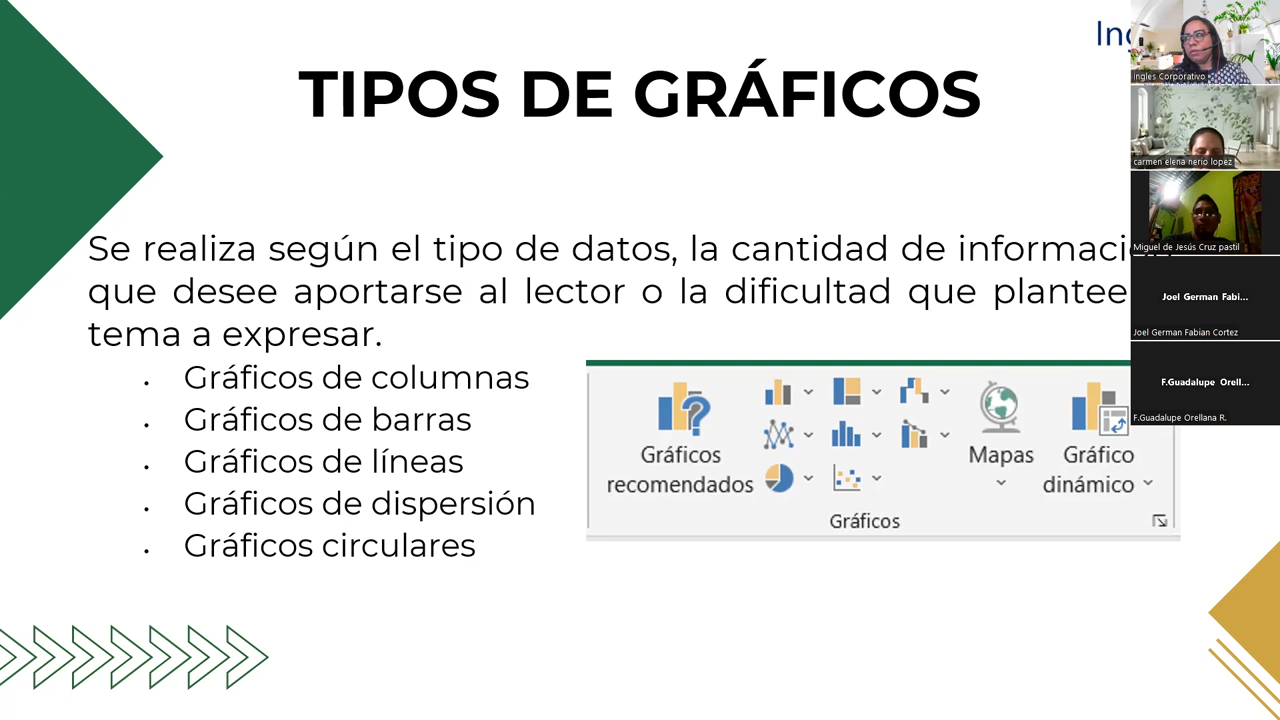 TIPOS DE GRÁFICOS
Se realiza según el tipo de datos, la cantidad de información
que desee aportarse al lector o la dificultad que plantee
tema a expresar.
Gráficos de columnas
Gráficos de barras
Gráficos de líneas
Gráficos de dispersión
Gráficos circulares
Gráficos
recomendados
Mapas
Gráfico
dinámico
Gráficos
Ingles Corporativo
carmen elena nerio lopez
Miguel de Jesús Cruz pastil
Joel German Fabi...
Joel German Fabian Cortez
F.Guadalupe Orell...
F.Guadalupe Orellana R.